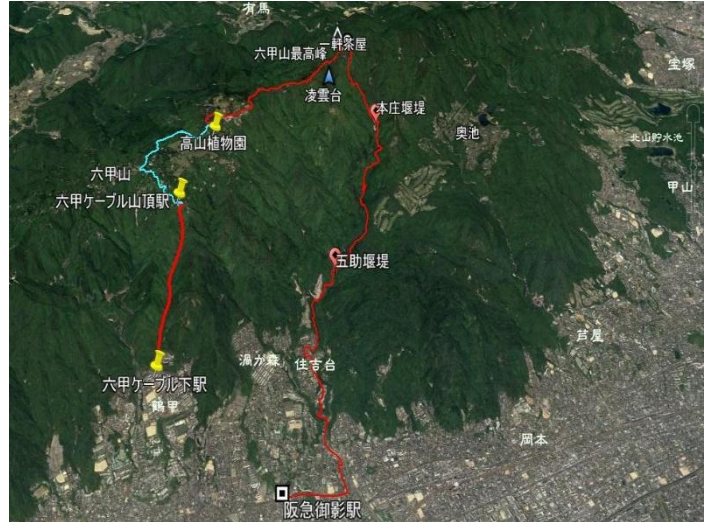 有馬
一軒茶屋
六甲山最高峰
宝塚
凌雲台
本庄堰堤
高山植物園
奥池
北山貯水池
六甲山
甲山
六甲ケーブル山頂駅
五助堰堤
芦屋
渦が森
住吉台
六甲ケーブル下駅
鶴甲
岡本
阪急御影駅